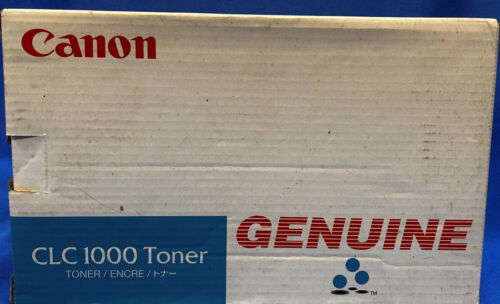 Canon
GENUINE
CLC 1000 Toner
TONER / ENCRE / トナー
TM